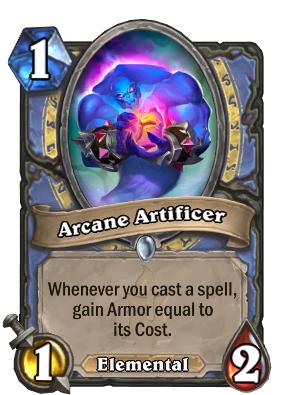 1
Arcane Artificer
Whenever you cast a spell,
gain Armor equal to
its Cost.
1
Elemental
2